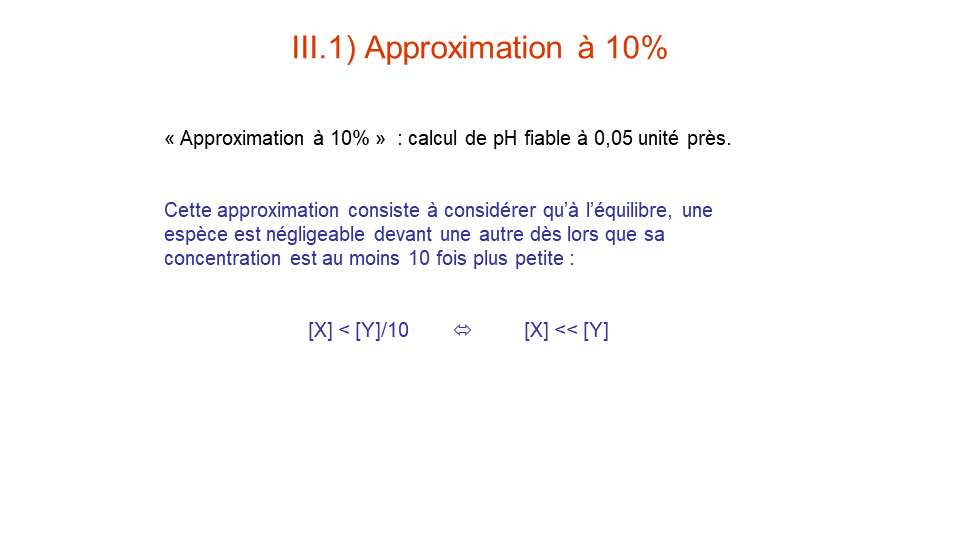 III.1) Approximation à 10%
« Approximation à 10% » : calcul de pH fiable à 0,05 unité près.
Cette approximation consiste à considérer qu’à l’équilibre, une
espèce est négligeable devant une autre dès lors que sa
concentration est au moins 10 fois plus petite :
[X] < [Y]/10 ⬄ [X] << [Y]